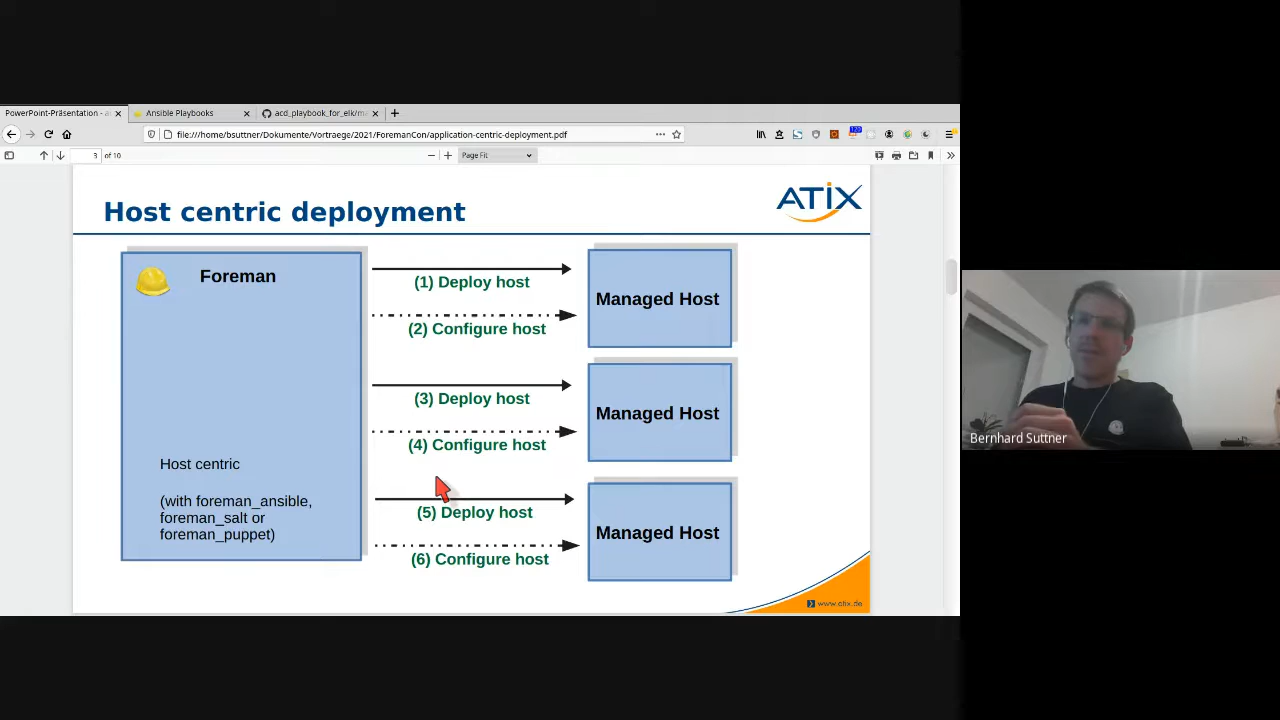 PowerPoint-Präsentation - a
Ansible Playbooks
acd_playbook_for_elk/ma
file:///home/bsuttner/Dokumente/Vortraege/2021/ForemanCon/application-centric-deployment.pdf
123
3 of 10
Page Fit
Host centric deployment
ATIX
Foreman
(1) Deploy host
(2) Configure host
Managed Host
(3) Deploy host
(4) Configure host
Managed Host
Host centric
(with foreman_ansible,
foreman_salt or
foreman_puppet)
(5) Deploy host
(6) Configure host
Managed Host
www.atix.de
Bernhard Suttner